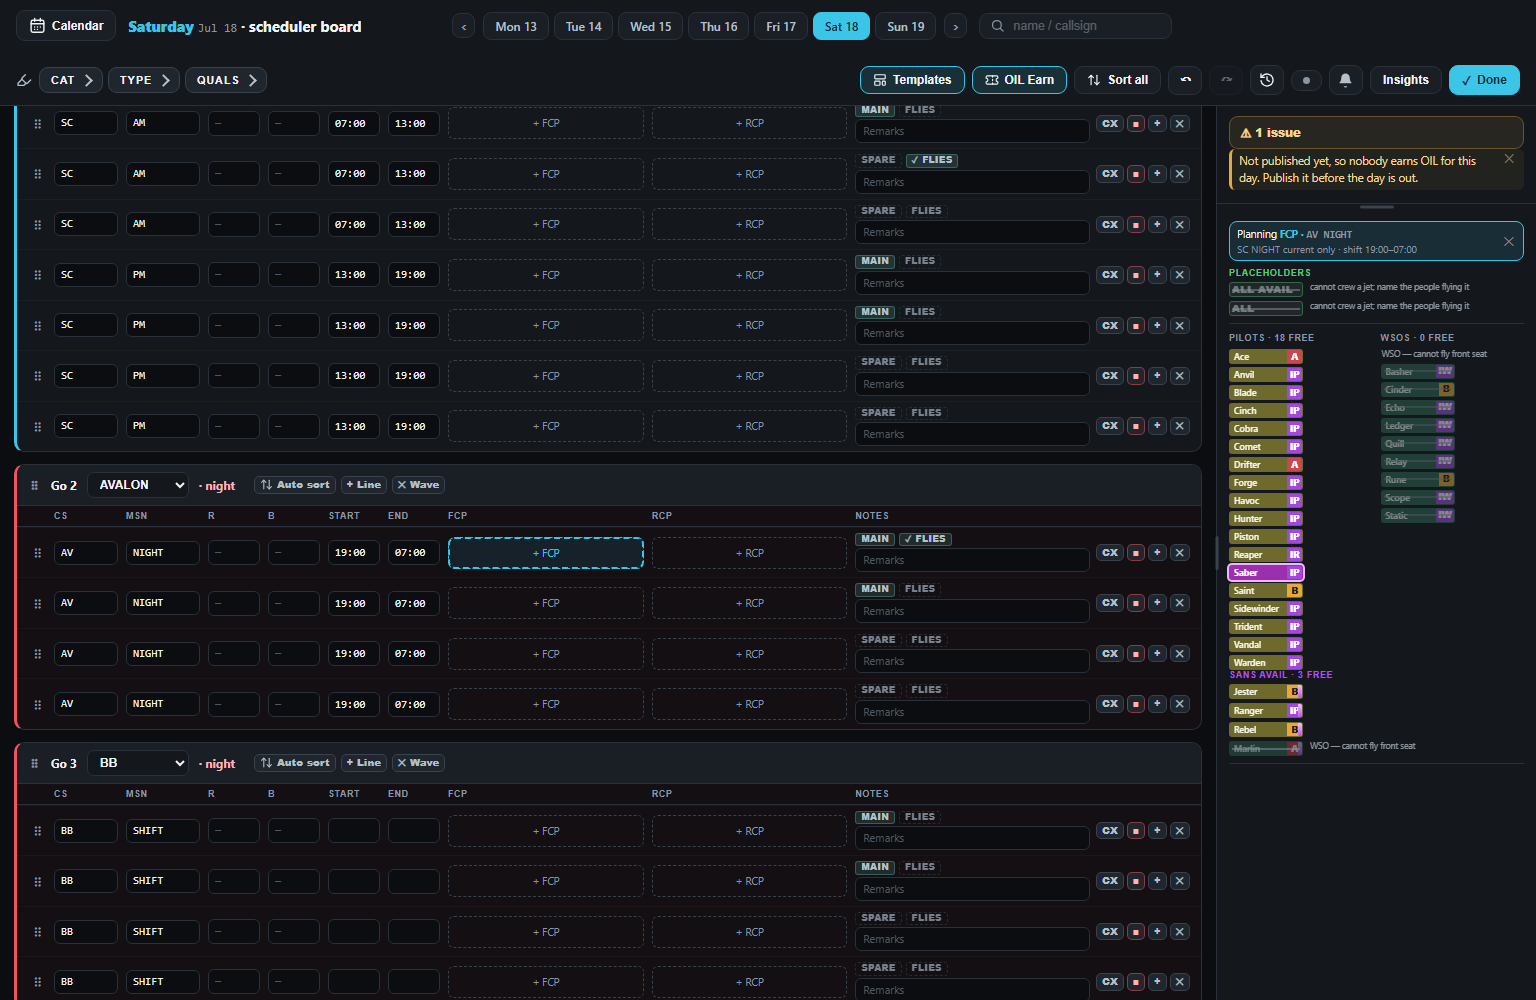 Calendar
Saturday Jul 18 · scheduler board
‹ Mon 13 Tue 14 Wed 15 Thu 16 Fri 17 Sat 18 Sun 19 ›
name / callsign
CAT TYPE QUALS
Templates OIL Earn Sort all Insights ✓ Done
SC AM – – 07:00 13:00 + FCP + RCP MAIN FLIES Remarks CX
SC AM – – 07:00 13:00 + FCP + RCP SPARE ✓ FLIES Remarks CX
SC AM – – 07:00 13:00 + FCP + RCP SPARE FLIES Remarks CX
SC PM – – 13:00 19:00 + FCP + RCP MAIN FLIES Remarks CX
SC PM – – 13:00 19:00 + FCP + RCP MAIN FLIES Remarks CX
SC PM – – 13:00 19:00 + FCP + RCP SPARE FLIES Remarks CX
SC PM – – 13:00 19:00 + FCP + RCP SPARE FLIES Remarks CX
Go 2 AVALON · night Auto sort + Line ✕ Wave
CS MSN R B START END FCP RCP NOTES
AV NIGHT – – 19:00 07:00 + FCP + RCP MAIN ✓ FLIES Remarks CX
AV NIGHT – – 19:00 07:00 + FCP + RCP MAIN FLIES Remarks CX
AV NIGHT – – 19:00 07:00 + FCP + RCP SPARE FLIES Remarks CX
AV NIGHT – – 19:00 07:00 + FCP + RCP SPARE FLIES Remarks CX
Go 3 BB · night Auto sort + Line ✕ Wave
CS MSN R B START END FCP RCP NOTES
BB SHIFT – – + FCP + RCP MAIN FLIES Remarks CX
BB SHIFT – – + FCP + RCP MAIN FLIES Remarks CX
BB SHIFT – – + FCP + RCP SPARE FLIES Remarks CX
BB SHIFT – – + FCP + RCP SPARE FLIES Remarks CX
⚠ 1 issue
Not published yet, so nobody earns OIL for this
day. Publish it before the day is out.
Planning FCP · AV NIGHT
SC NIGHT current only · shift 19:00–07:00
PLACEHOLDERS
ALL AVAIL cannot crew a jet; name the people flying it
ALL cannot crew a jet; name the people flying it
PILOTS · 18 FREE
Ace A
Anvil IP
Blade IP
Cinch IP
Cobra IP
Comet IP
Drifter A
Forge IP
Havoc IP
Hunter IP
Piston IP
Reaper IR
Saber IP
Saint B
Sidewinder IP
Trident IP
Vandal IP
Warden IP
WSOS · 0 FREE
WSO — cannot fly front seat
Basher IW
Cinder B
Echo IW
Ledger IW
Quill IW
Relay IW
Rune B
Scope IW
Static IW
SANS AVAIL · 3 FREE
Jester B
Ranger IP
Rebel B
Marlin A WSO — cannot fly front seat